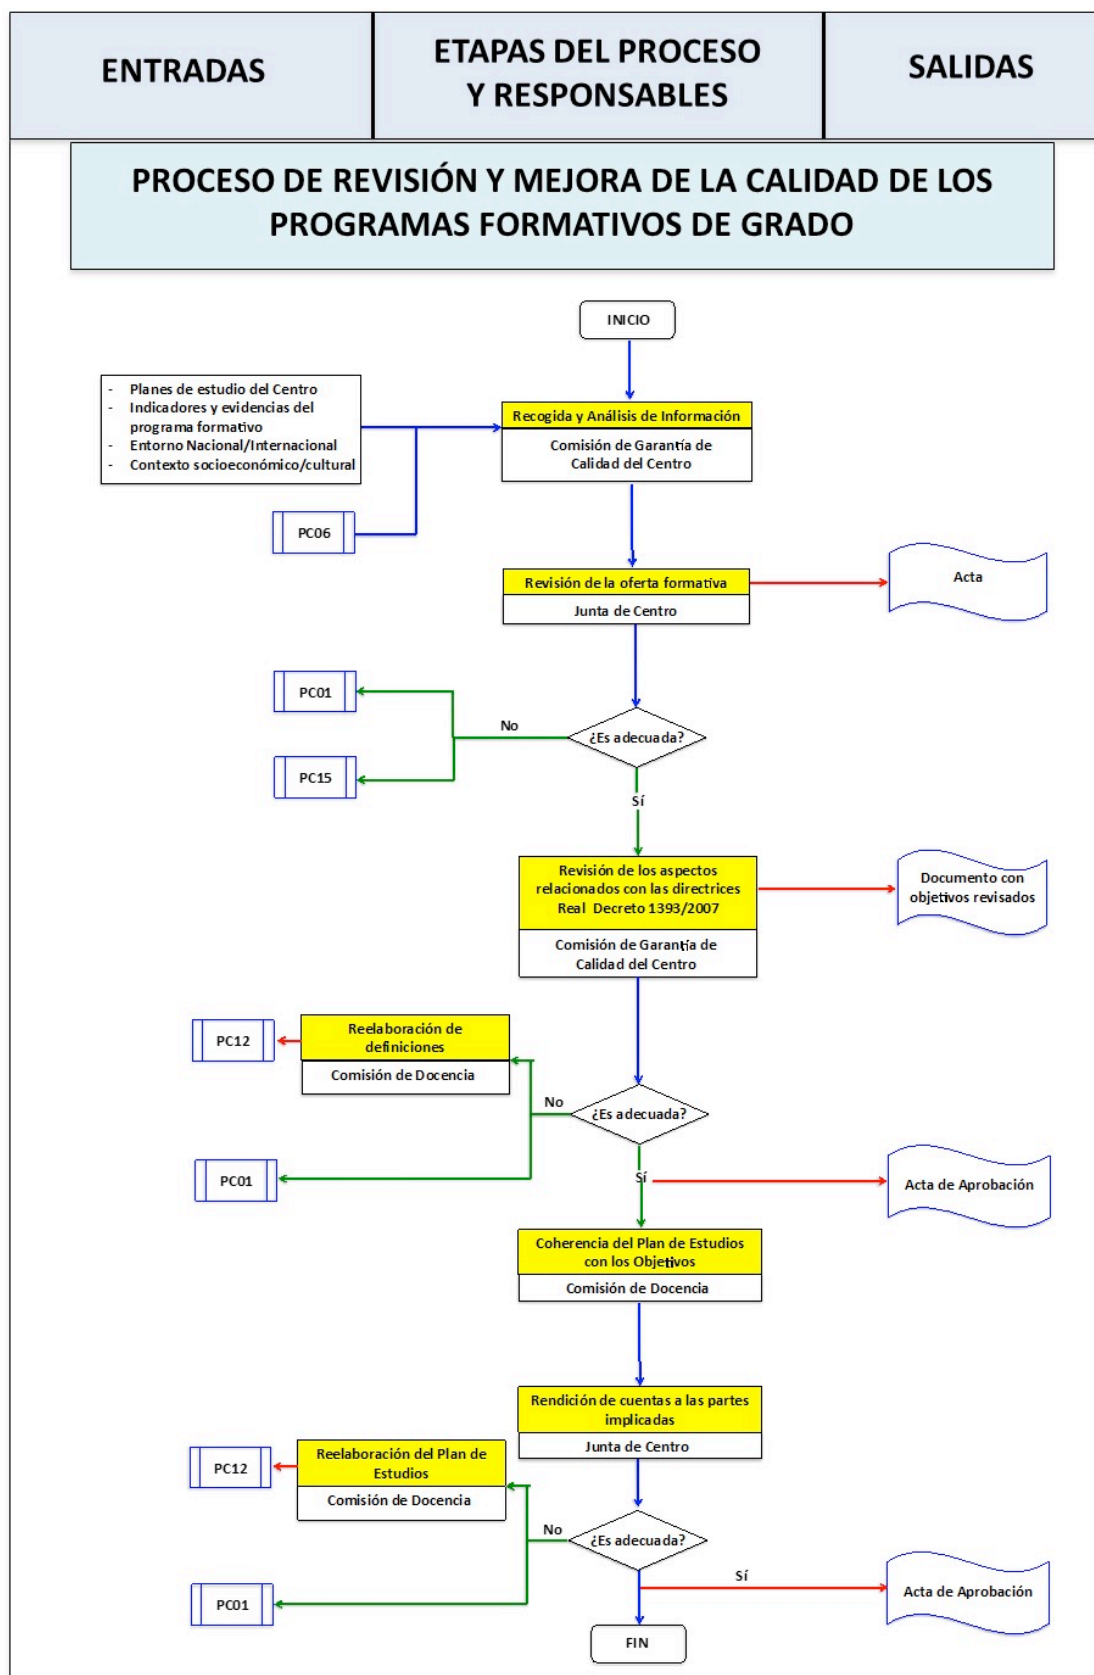 ENTRADAS
ETAPAS DEL PROCESO
Y RESPONSABLES
SALIDAS
PROCESO DE REVISIÓN Y MEJORA DE LA CALIDAD DE LOS
PROGRAMAS FORMATIVOS DE GRADO
INICIO
- Planes de estudio del Centro
- Indicadores y evidencias del
programa formativo
- Entorno Nacional/Internacional
- Contexto socioeconómico/cultural
Recogida y Análisis de Información
Comisión de Garantía de
Calidad del Centro
PC06
Revisión de la oferta formativa
Junta de Centro
Acta
PC01
No
¿Es adecuada?
PC15
Sí
Revisión de los aspectos
relacionados con las directrices
Real Decreto 1393/2007
Comisión de Garantía de
Calidad del Centro
Documento con
objetivos revisados
PC12
Reelaboración de
definiciones
Comisión de Docencia
No
¿Es adecuada?
PC01
Sí
Acta de Aprobación
Coherencia del Plan de Estudios
con los Objetivos
Comisión de Docencia
Rendición de cuentas a las partes
implicadas
Junta de Centro
PC12
Reelaboración del Plan de
Estudios
Comisión de Docencia
No
¿Es adecuada?
Sí
PC01
Acta de Aprobación
FIN